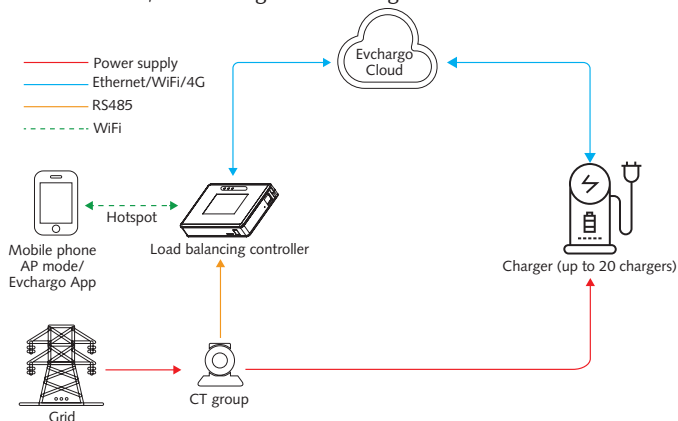 Evchargo
Cloud
Power supply
Ethernet/WiFi/4G
RS485
WiFi
Hotspot
Mobile phone
AP mode/
Evchargo App
Load balancing controller
Charger (up to 20 chargers)
CT group
Grid